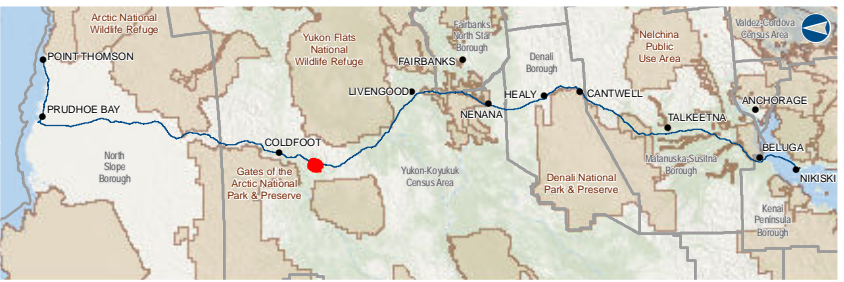 Arctic National
Wildlife Refuge
POINT THOMSON
PRUDHOE BAY
North
Slope
Borough
COLDFOOT
Gates of the
Arctic National
Park & Preserve
Yukon Flats
National
Wildlife Refuge
LIVENGOOD
Fairbanks
North Star
Borough
FAIRBANKS
NENANA
Yukon-Koyukuk
Census Area
Denali
Borough
HEALY
CANTWELL
Denali National
Park & Preserve
Nelchina
Public
Use Area
TALKEETNA
Matanuska-Susitna
Borough
Valdez-Cordova
Census Area
ANCHORAGE
BELUGA
NIKISKI
Kenai
Peninsula
Borough